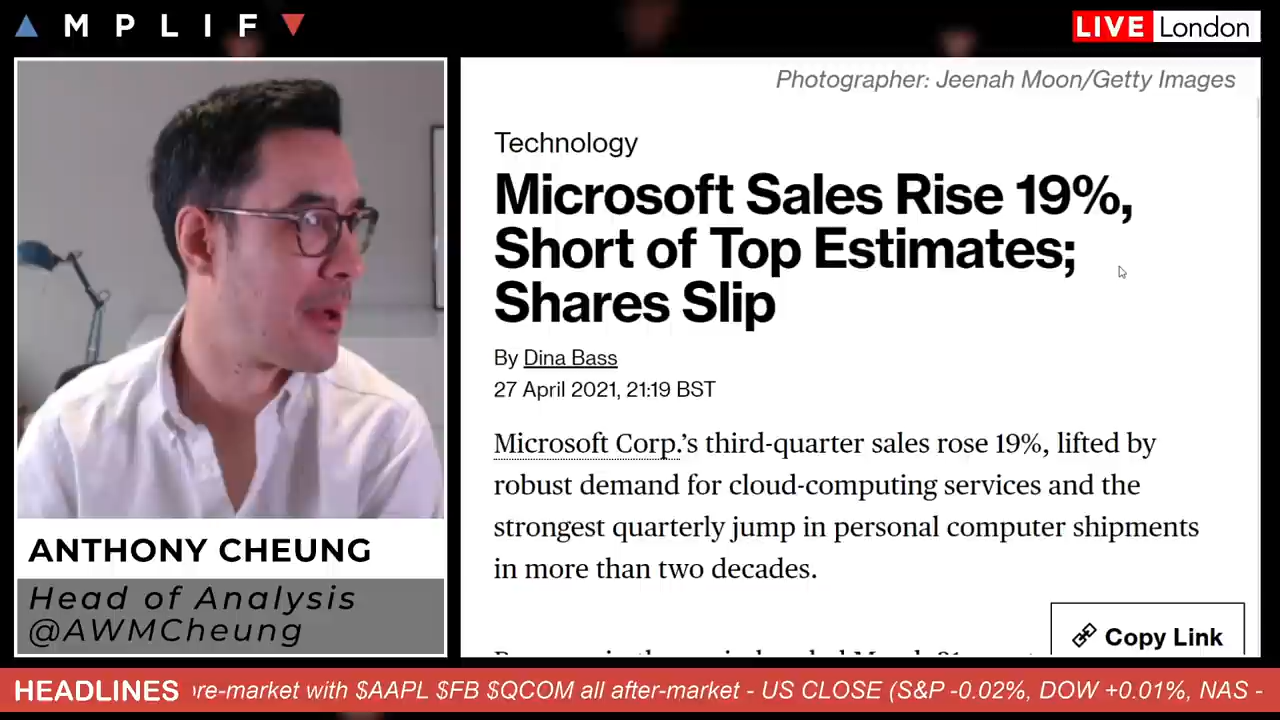 ▲ M P L I F ▼
LIVE London
Photographer: Jeenah Moon/Getty Images
Technology
Microsoft Sales Rise 19%,
Short of Top Estimates;
Shares Slip
By Dina Bass
27 April 2021, 21:19 BST
Microsoft Corp.'s third-quarter sales rose 19%, lifted by
robust demand for cloud-computing services and the
strongest quarterly jump in personal computer shipments
in more than two decades.
Copy Link
ANTHONY CHEUNG
Head of Analysis
@AWMCheung
HEADLINES re-market with $AAPL $FB $QCOM all after-market - US CLOSE (S&P -0.02%, DOW +0.01%, NAS -